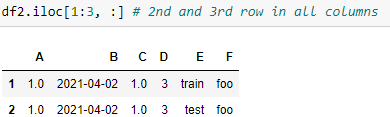 df2.iloc[1:3, :] # 2nd and 3rd row in all columns
A B C D E F
1 1.0 2021-04-02 1.0 3 train foo
2 1.0 2021-04-02 1.0 3 test foo